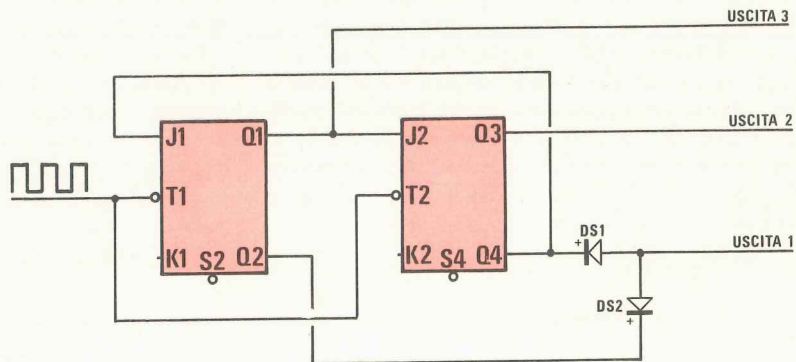 USCITA 3
J1 Q1
J2 Q3
USCITA 2
T1
T2
K1 S2 Q2
K2 S4 Q4
DS1
+
USCITA 1
DS2
+